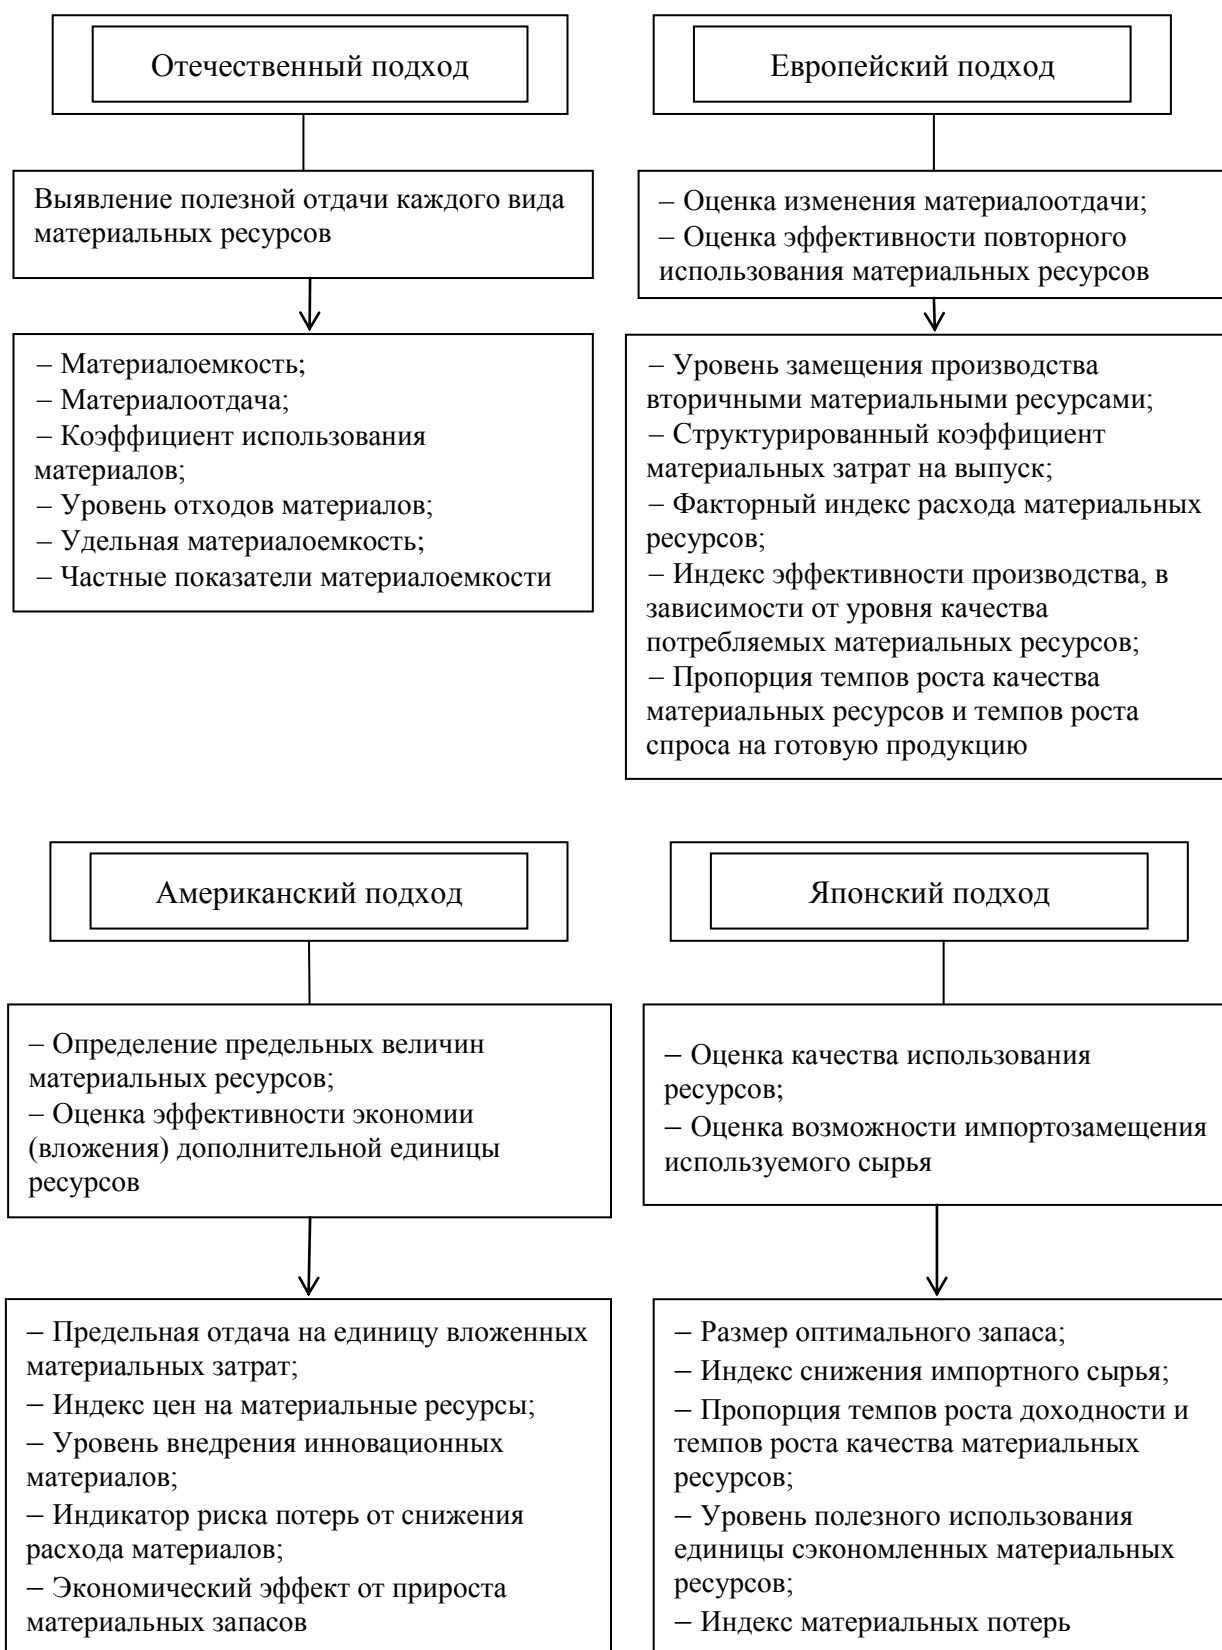 Отечественный подход
Выявление полезной отдачи каждого вида
материальных ресурсов
– Материалоемкость;
– Материалоотдача;
– Коэффициент использования
материалов;
– Уровень отходов материалов;
– Удельная материалоемкость;
– Частные показатели материалоемкости
Европейский подход
– Оценка изменения материалоотдачи;
– Оценка эффективности повторного
использования материальных ресурсов
– Уровень замещения производства
вторичными материальными ресурсами;
– Структурированный коэффициент
материальных затрат на выпуск;
– Факторный индекс расхода материальных
ресурсов;
– Индекс эффективности производства, в
зависимости от уровня качества
потребляемых материальных ресурсов;
– Пропорция темпов роста качества
материальных ресурсов и темпов роста
спроса на готовую продукцию
Американский подход
– Определение предельных величин
материальных ресурсов;
– Оценка эффективности экономии
(вложения) дополнительной единицы
ресурсов
– Предельная отдача на единицу вложенных
материальных затрат;
– Индекс цен на материальные ресурсы;
– Уровень внедрения инновационных
материалов;
– Индикатор риска потерь от снижения
расхода материалов;
– Экономический эффект от прироста
материальных запасов
Японский подход
– Оценка качества использования
ресурсов;
– Оценка возможности импортозамещения
используемого сырья
– Размер оптимального запаса;
– Индекс снижения импортного сырья;
– Пропорция темпов роста доходности и
темпов роста качества материальных
ресурсов;
– Уровень полезного использования
единицы сэкономленных материальных
ресурсов;
– Индекс материальных потерь